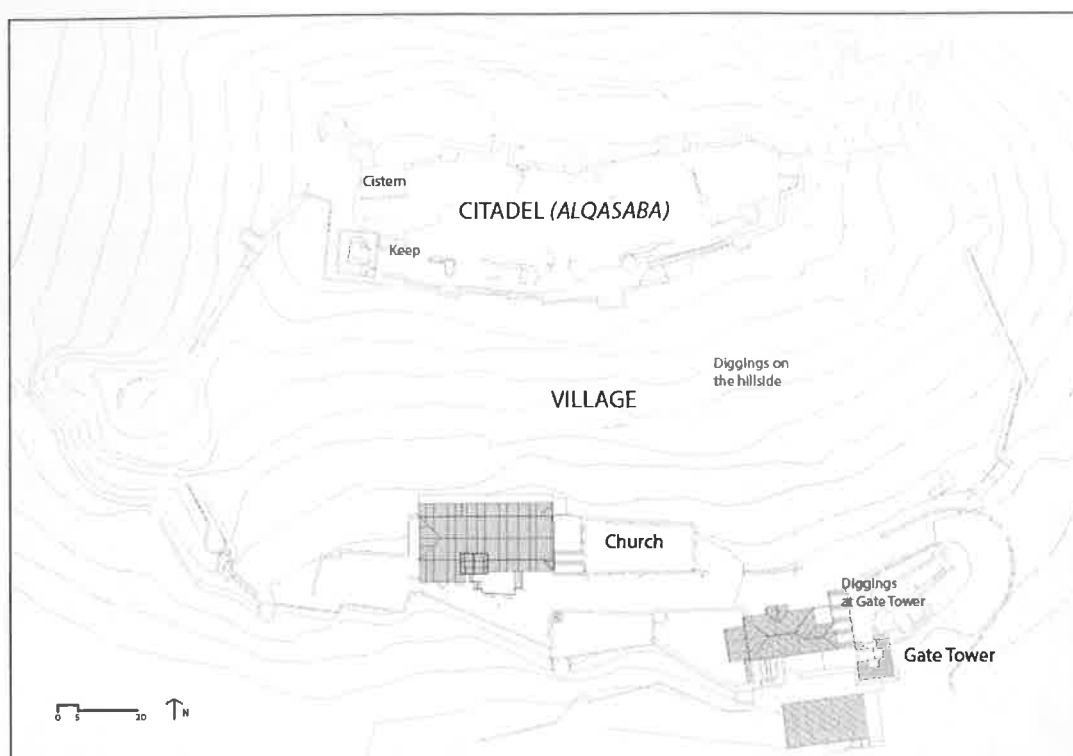 Cistern
CITADEL (ALQASABA)
Keep
Diggings on
the hillside
VILLAGE
Church
Diggings
at Gate Tower
Gate Tower
0 5 20
N